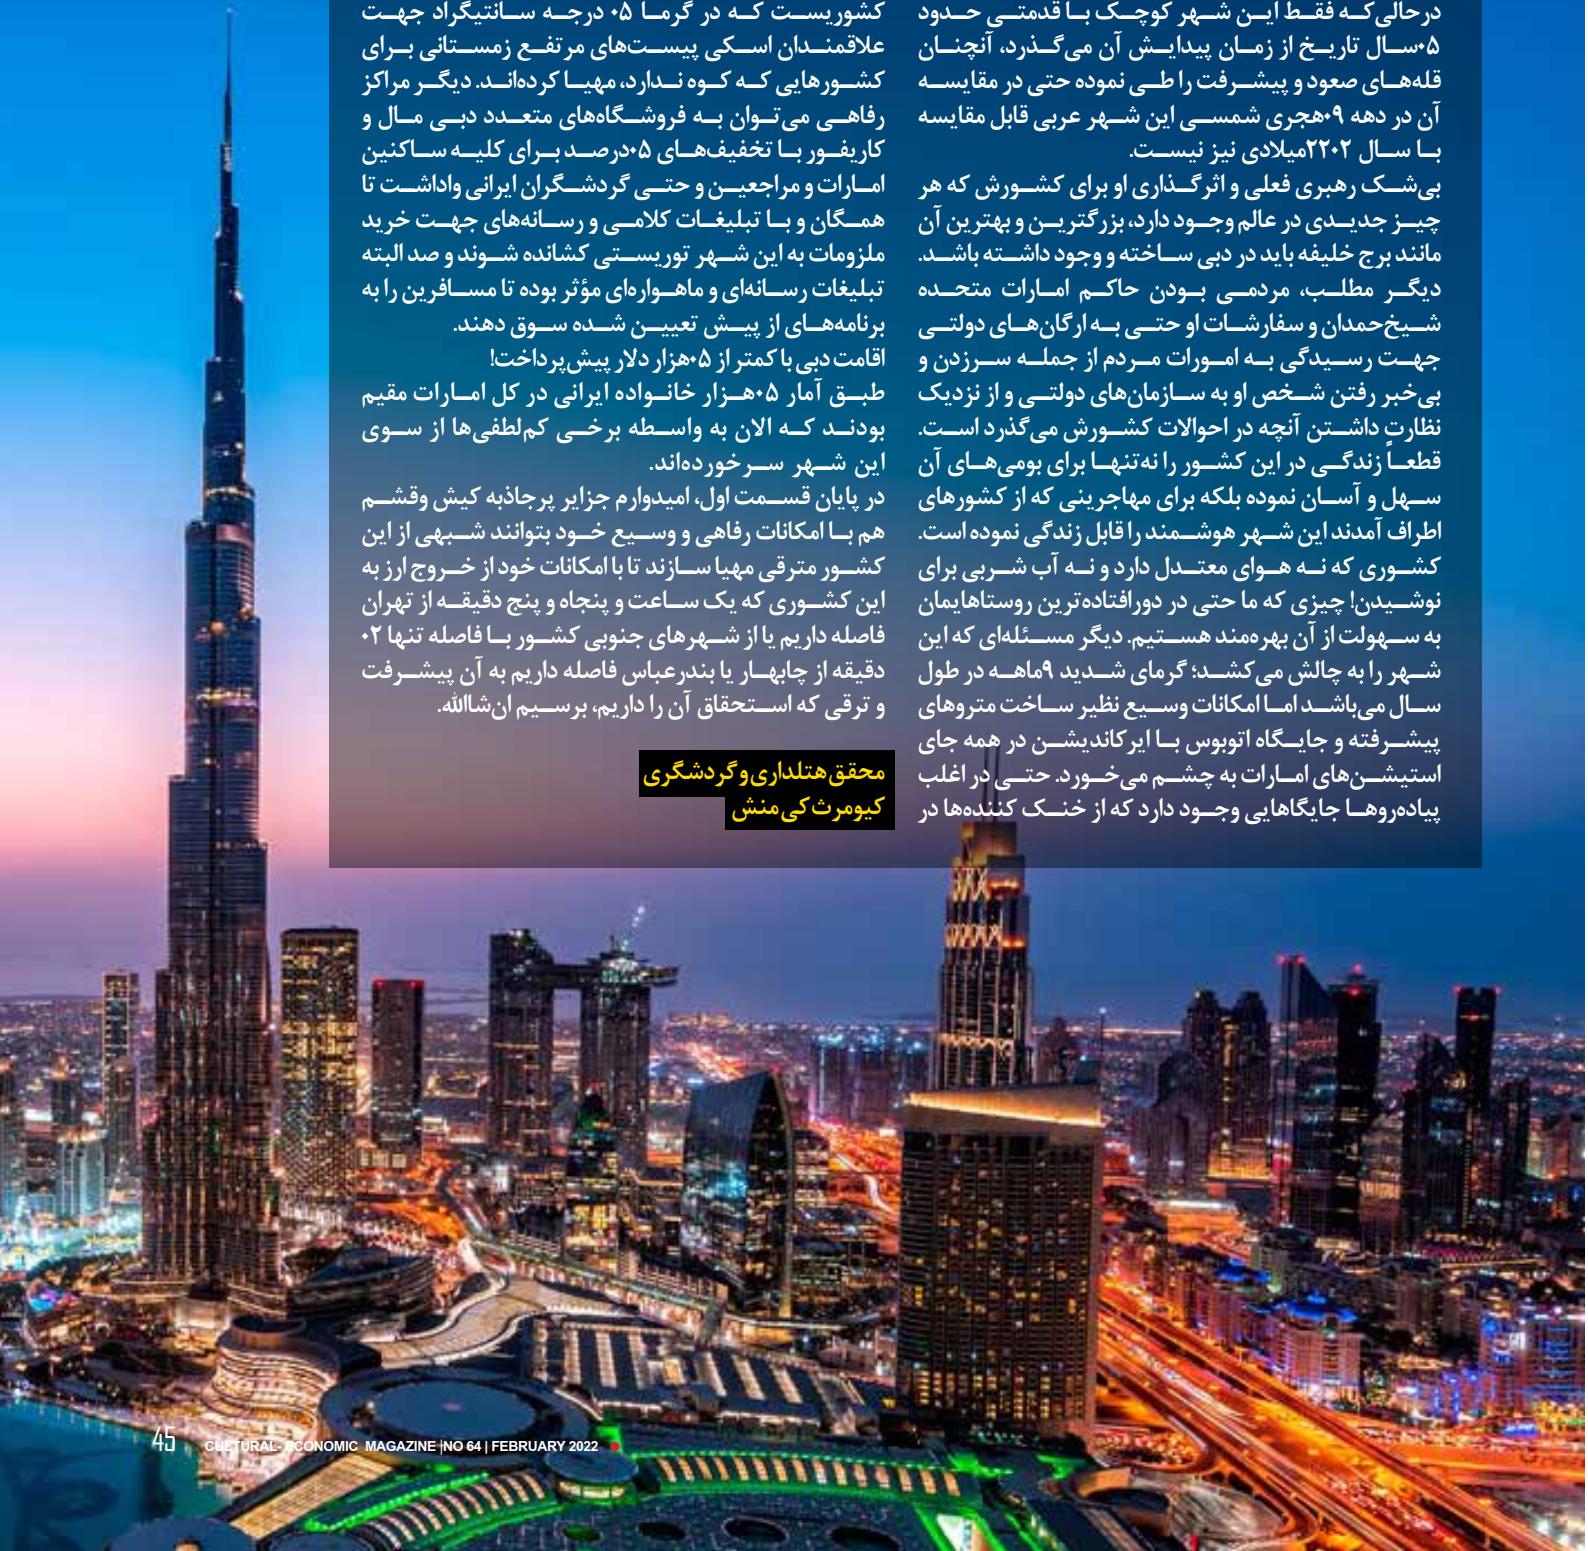 درحالی‌که فقط این شهر کوچک با قدمتی حدود
۰۵سال تاریخ از زمان پیدایش آن می‌گذرد، آنچنان
قله‌های صعود و پیشرفت را طی نموده حتی در مقایسه
آن در دهه ۰۹هجری شمسی این شهر عربی قابل مقایسه
با سال ۲۲۰۲میلادی نیز نیست.
بی‌شک رهبری فعلی و اثرگذاری او برای کشورش که هر
چیز جدیدی در عالم وجود دارد، بزرگترین و بهترین آن
مانند برج خلیفه باید در دبی ساخته و وجود داشته باشد.
دیگر مطلب، مردمی بودن حاکم امارات متحده
شیخ‌حمدان و سفارشات او حتی به ارگان‌های دولتی
جهت رسیدگی به امورات مردم از جمله سرزدن و
بی‌خبر رفتن شخص او به سازمان‌های دولتی و از نزدیک
نظارت داشتن آنچه در احوالات کشورش می‌گذرد است.
قطعاً زندگی در این کشور را نه‌تنها برای بومی‌های آن
سهل و آسان نموده بلکه برای مهاجرینی که از کشورهای
اطراف آمدند این شهر هوشمند را قابل زندگی نموده است.
کشوری که نه هوای معتدل دارد و نه آب شربی برای
نوشیدن! چیزی که ما حتی در دورافتاده‌ترین روستاهایمان
به سهولت از آن بهره‌مند هستیم. دیگر مسئله‌ای که این
شهر را به چالش می‌کشد؛ گرمای شدید ۹ماهه در طول
سال می‌باشد اما امکانات وسیع نظیر ساخت متروهای
پیشرفته و جایگاه اتوبوس با ایرکاندیشن در همه جای
استیشن‌های امارات به چشم می‌خورد. حتی در اغلب
پیاده‌روها جایگاهایی وجود دارد که از خنک کننده‌ها در
کشوریست که در گرما ۰۵ درجه سانتیگراد جهت
علاقمندان اسکی پیست‌های مرتفع زمستانی برای
کشورهایی که کوه ندارد، مهیا کرده‌اند. دیگر مراکز
رفاهی می‌توان به فروشگاه‌های متعدد دبی مال و
کاریفور با تخفیف‌های ۰۵درصد برای کلیه ساکنین
امارات و مراجعین و حتی گردشگران ایرانی واداشت تا
همگان و با تبلیغات کلامی و رسانه‌های جهت خرید
ملزومات به این شهر توریستی کشانده شوند و صد البته
تبلیغات رسانه‌ای و ماهواره‌ای مؤثر بوده تا مسافرین را به
برنامه‌های از پیش تعیین شده سوق دهند.
اقامت دبی با کمتر از ۰۵هزار دلار پیش‌پرداخت!
طبق آمار ۰۵هزار خانواده ایرانی در کل امارات مقیم
بودند که الان به واسطه برخی کم‌لطفی‌ها از سوی
این شهر سرخورده‌اند.
در پایان قسمت اول، امیدوارم جزایر پرجاذبه کیش وقشم
هم با امکانات رفاهی و وسیع خود بتوانند شبهی از این
کشور مترقی مهیا سازند تا با امکانات خود از خروج ارز به
این کشوری که یک ساعت و پنجاه و پنج دقیقه از تهران
فاصله داریم یا از شهرهای جنوبی کشور با فاصله تنها ۰۲
دقیقه از چابهار یا بندرعباس فاصله داریم به آن پیشرفت
و ترقی که استحقاق آن را داریم، برسیم ان‌شاالله.
محقق هتلداری و گردشگری
کیومرث کی منش
45 CULTURAL- ECONOMIC MAGAZINE |NO 64 | FEBRUARY 2022